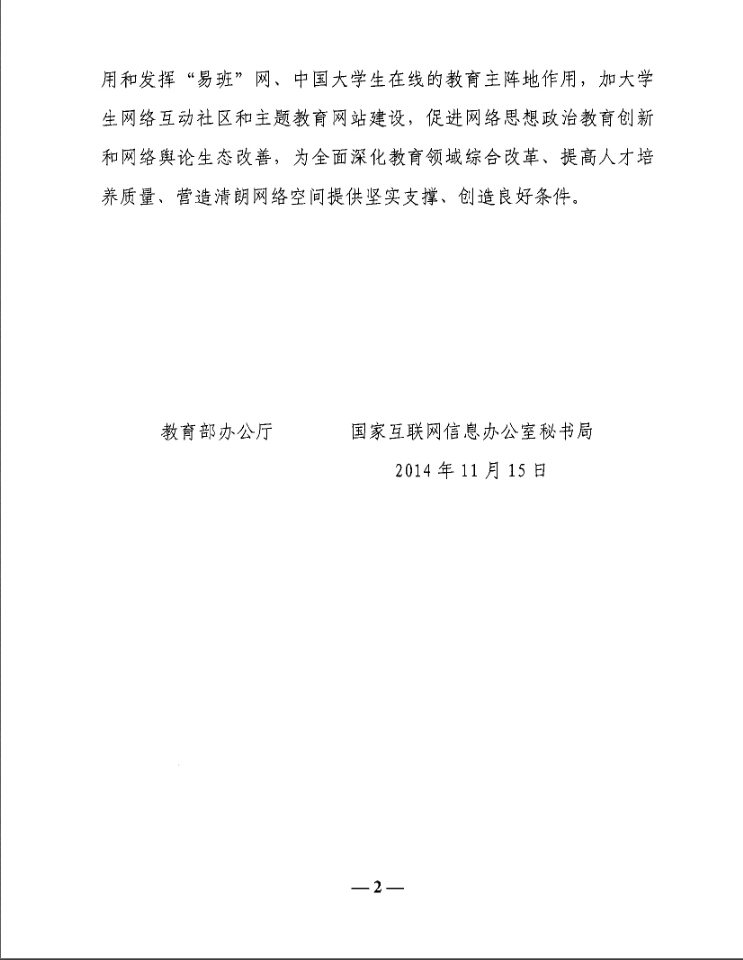 用和发挥“易班”网、中国大学生在线的教育主阵地作用，加大学
生网络互动社区和主题教育网站建设，促进网络思想政治教育创新
和网络舆论生态改善，为全面深化教育领域综合改革、提高人才培
养质量、营造清朗网络空间提供坚实支撑、创造良好条件。
教育部办公厅 国家互联网信息办公室秘书局
2014 年 11 月 15 日
— 2 —